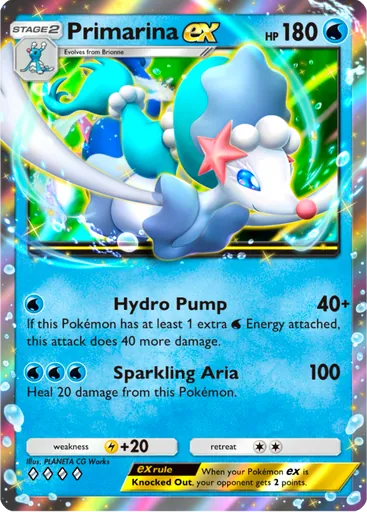 STAGE 2 Primarina ex HP 180
Evolves from Brionne
Hydro Pump 40+
If this Pokémon has at least 1 extra Energy attached,
this attack does 40 more damage.
Sparkling Aria 100
Heal 20 damage from this Pokémon.
weakness +20 retreat
Illus. PLANETA CG Works
ex rule When your Pokémon ex is
Knocked Out, your opponent gets 2 points.